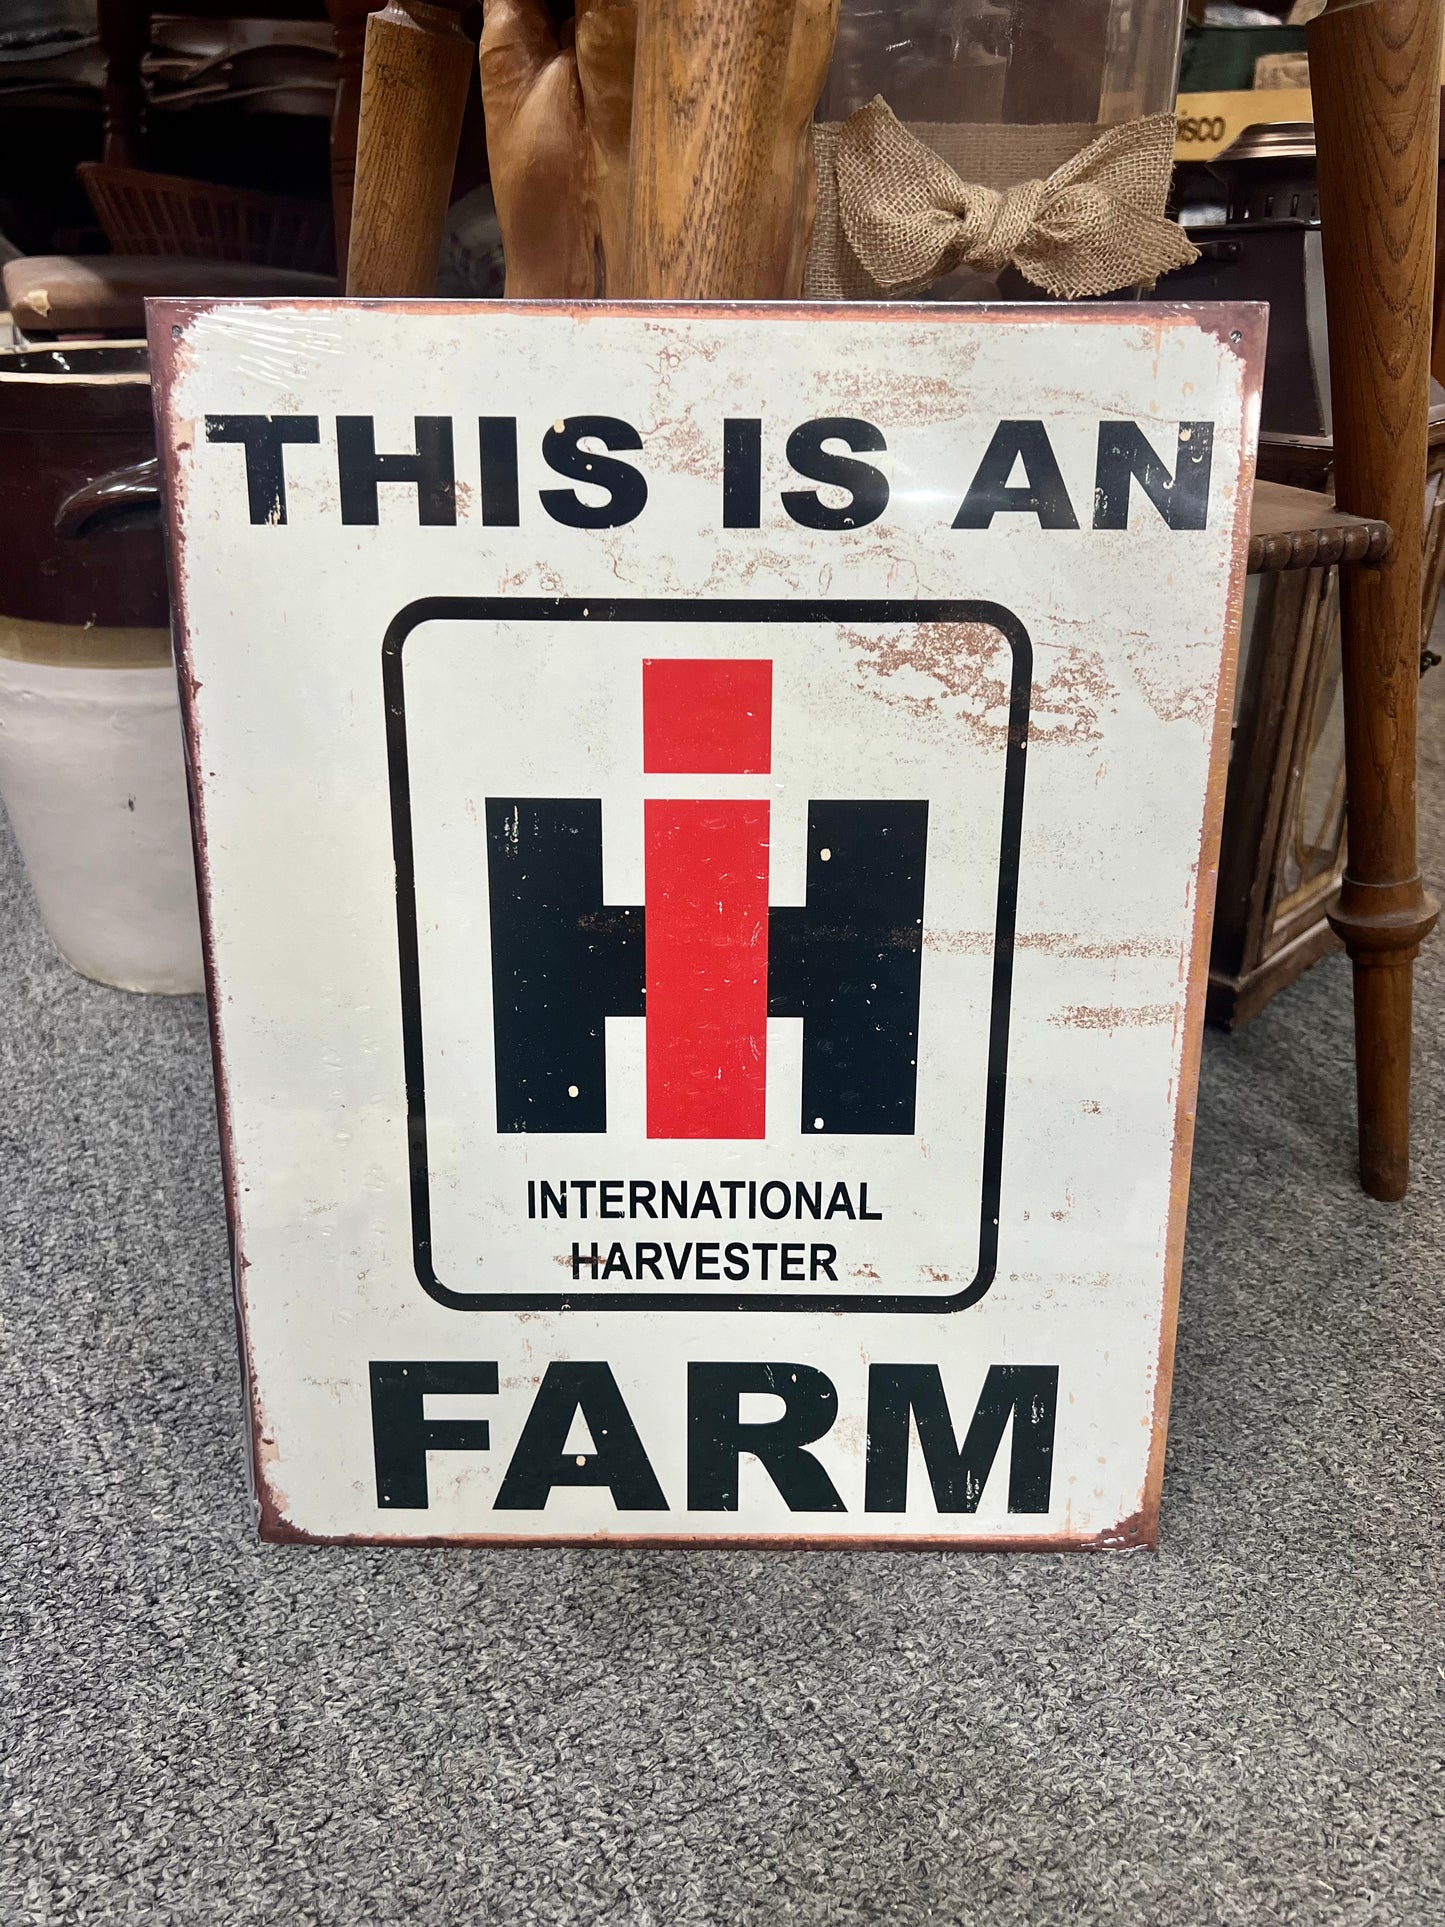 THIS IS AN
IH
INTERNATIONAL
HARVESTER
FARM